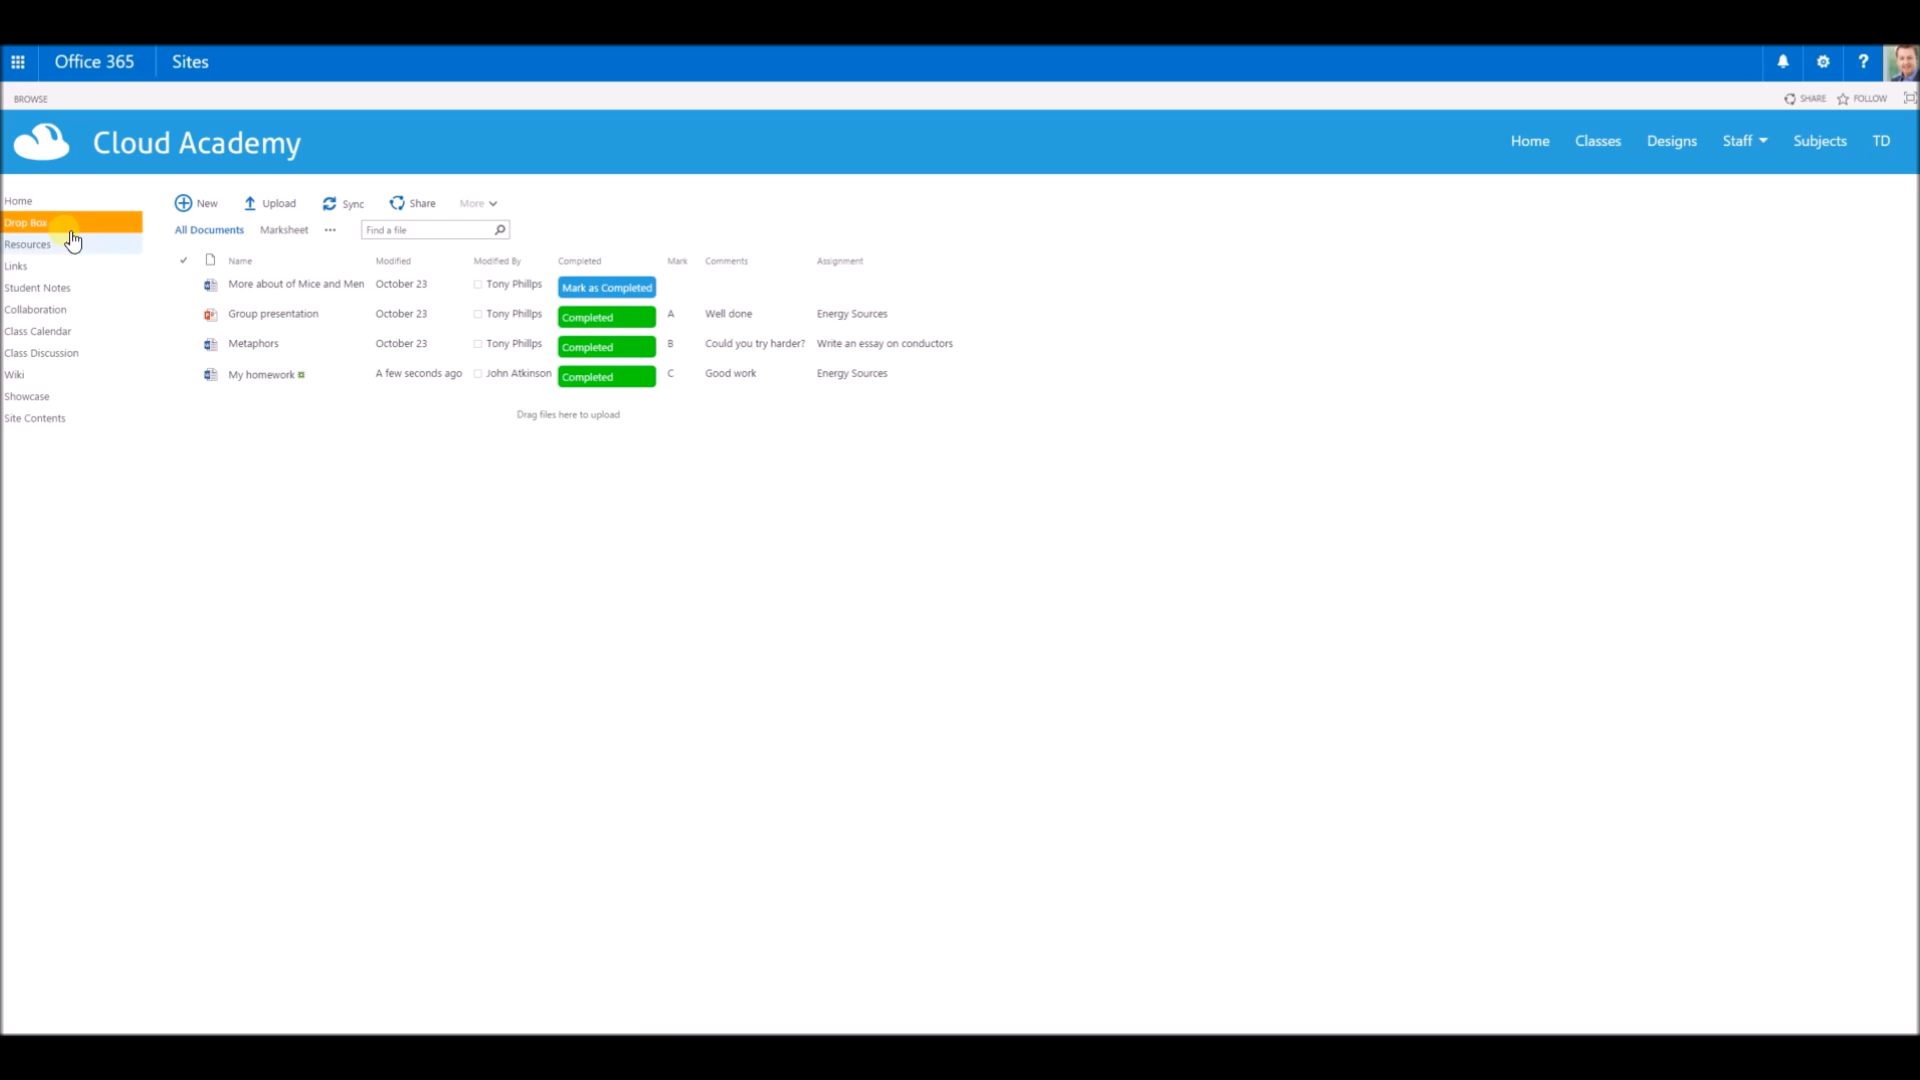 Office 365 Sites ?
BROWSE SHARE FOLLOW
Cloud Academy Home Classes Designs Staff Subjects TD
Home
Drop Box
Resources
Links
Student Notes
Collaboration
Class Calendar
Class Discussion
Wiki
Showcase
Site Contents
New Upload Sync Share More
All Documents Marksheet ... Find a file
Name Modified Modified By Completed Mark Comments Assignment
More about of Mice and Men October 23 Tony Phillps Mark as Completed
Group presentation October 23 Tony Phillps Completed A Well done Energy Sources
Metaphors October 23 Tony Phillps Completed B Could you try harder? Write an essay on conductors
My homework A few seconds ago John Atkinson Completed C Good work Energy Sources
Drag files here to upload